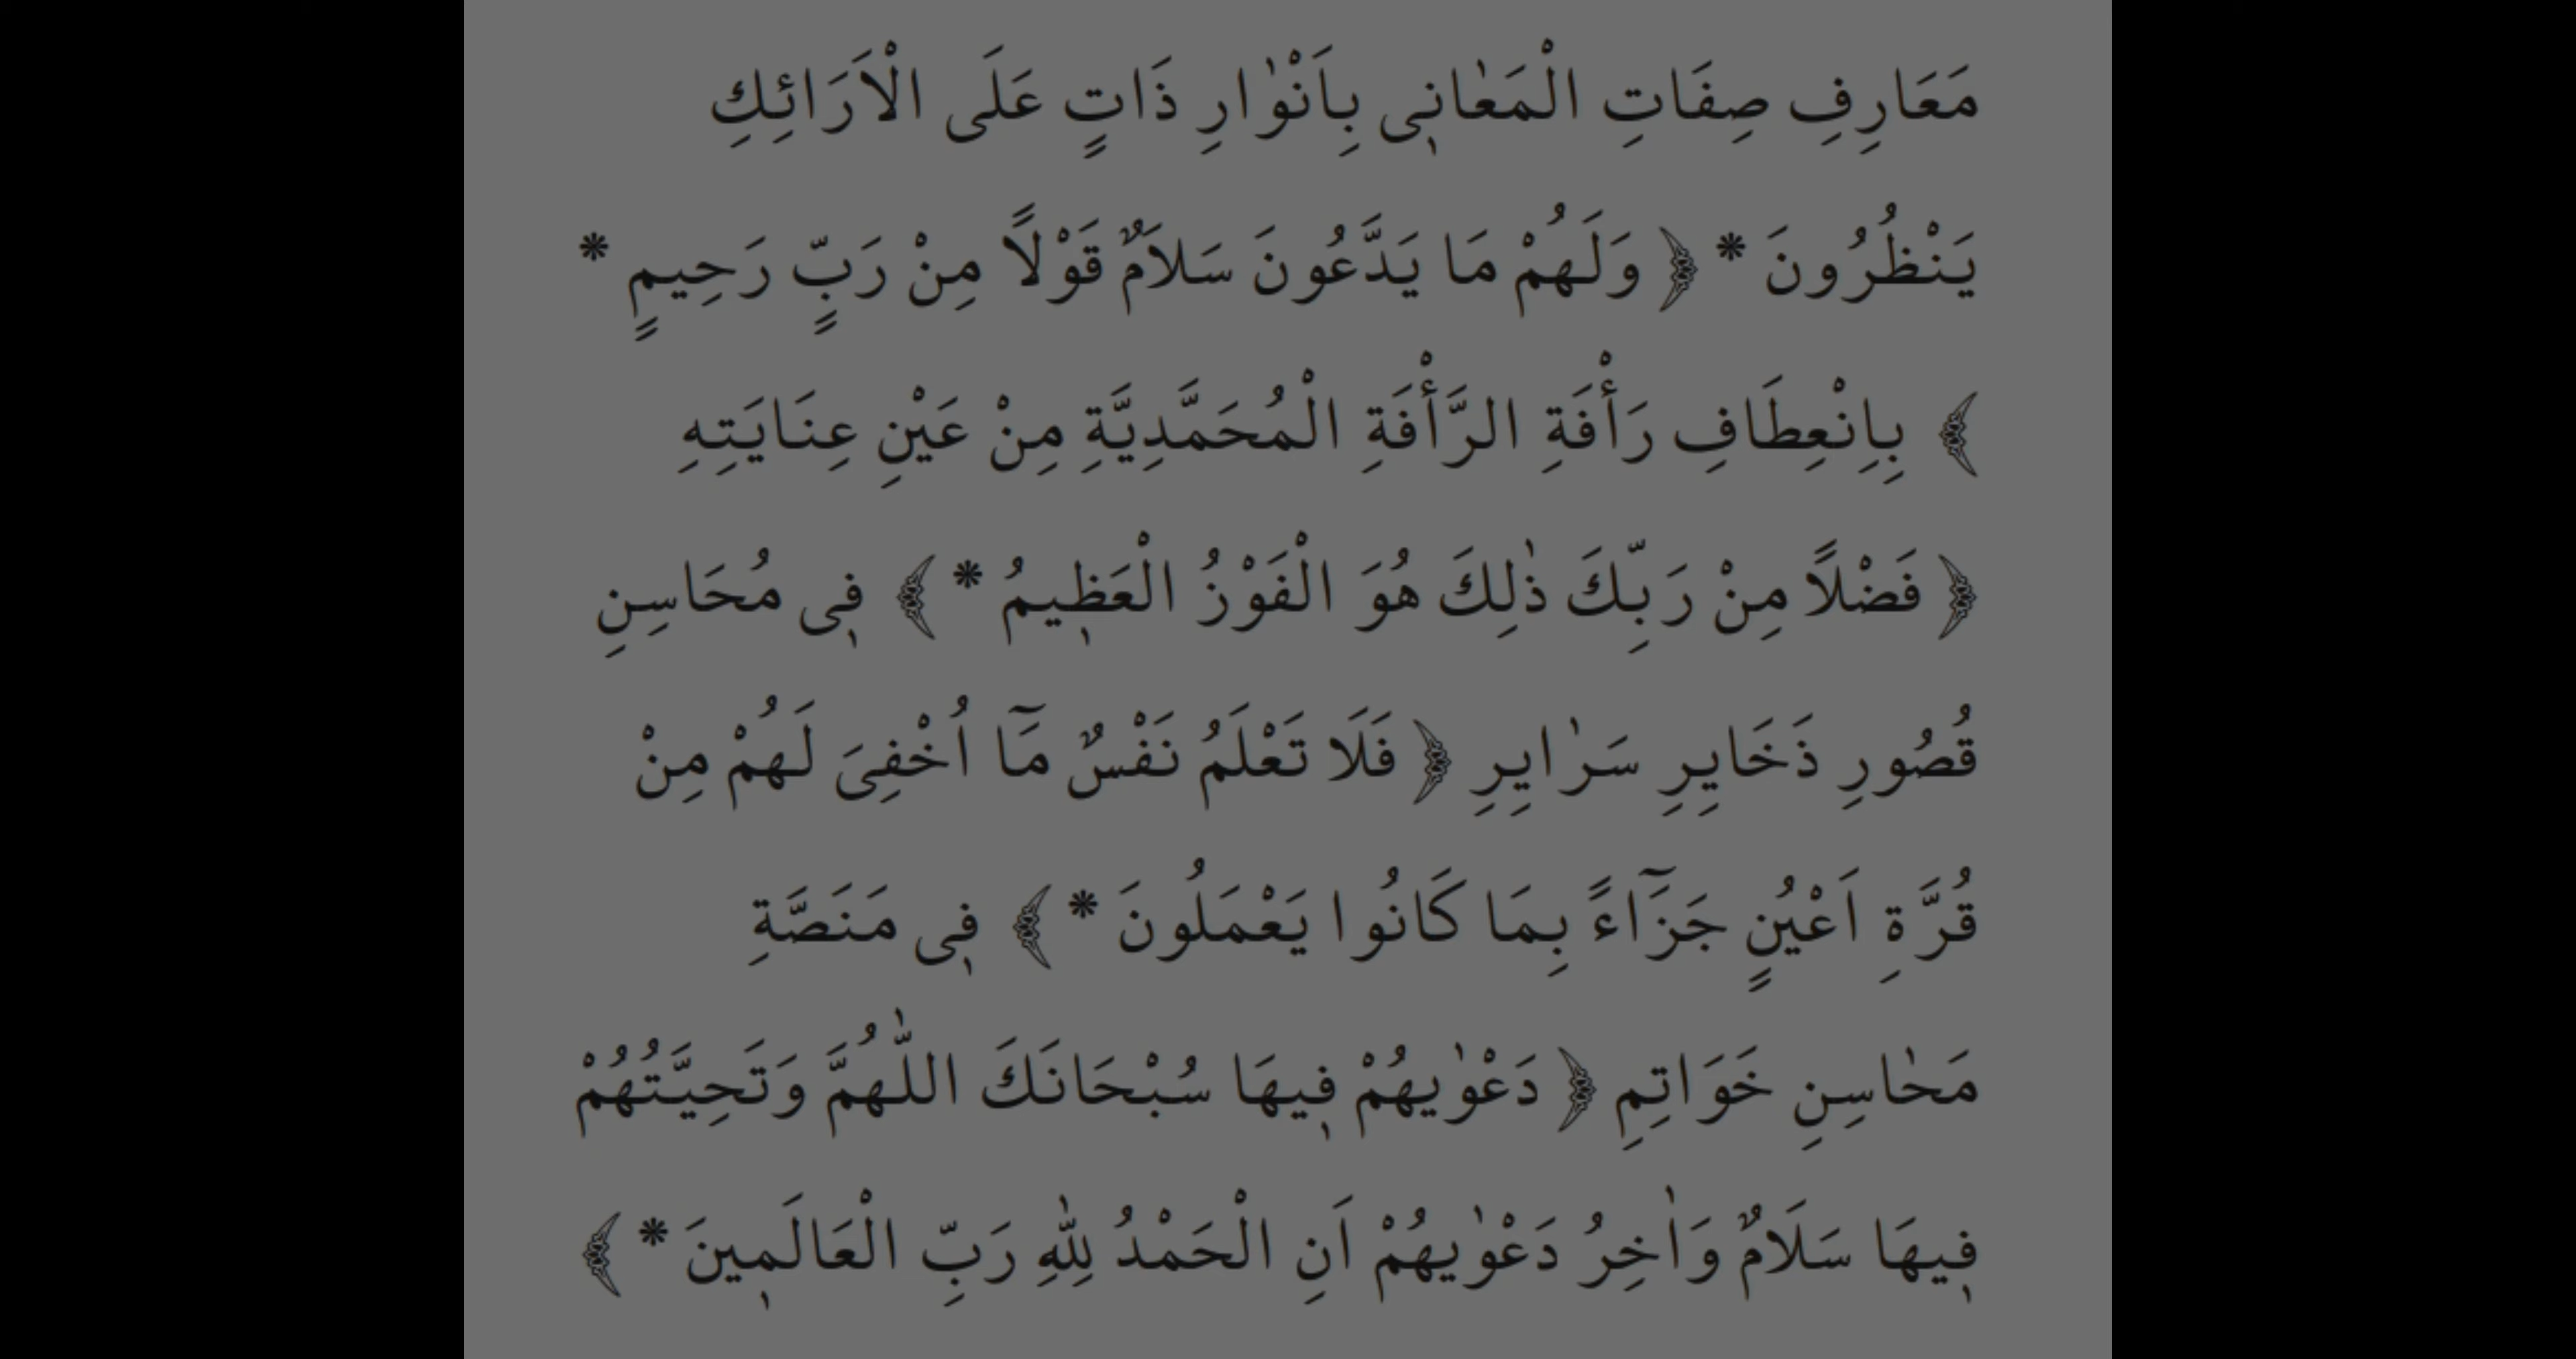 مَعَارِفِ صِفَاتِ الْمَعٰانٖى بِاَنْوٰارِ ذَاتٍ عَلَى الْاَرَائِكِ
يَنْظُرُونَ * ﴿ وَلَهُمْ مَا يَدَّعُونَ سَلاَمٌ قَوْلًا مِنْ رَبٍّ رَحِيمٍ *
﴾ بِاِنْعِطَافِ رَأْفَةِ الرَّأْفَةِ الْمُحَمَّدِيَّةِ مِنْ عَيْنِ عِنَايَتِهِ
﴿ فَضْلًا مِنْ رَبِّكَ ذٰلِكَ هُوَ الْفَوْزُ الْعَظٖيمُ * ﴾ فٖى مُحَاسِنِ
قُصُورِ ذَخَايِرِ سَرٰايِرِ ﴿ فَلَا تَعْلَمُ نَفْسٌ مَٓا اُخْفِىَ لَهُمْ مِنْ
قُرَّةِ اَعْيُنٍ جَزَٓاءً بِمَا كَانُوا يَعْمَلُونَ * ﴾ فٖى مَنَصَّةِ
مَحٰاسِنِ خَوَاتِمِ ﴿ دَعْوٰيهُمْ فٖيهَا سُبْحَانَكَ اللّٰهُمَّ وَتَحِيَّتُهُمْ
فٖيهَا سَلَامٌ وَاٰخِرُ دَعْوٰيهُمْ اَنِ الْحَمْدُ لِلّٰهِ رَبِّ الْعَالَمٖينَ * ﴾